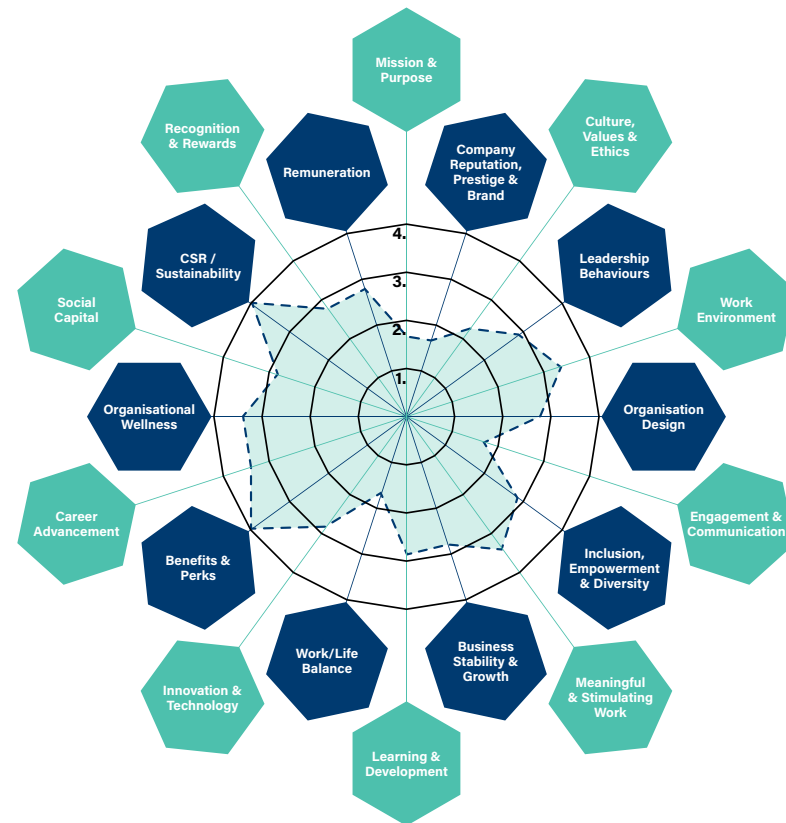 Mission &
Purpose
Recognition
& Rewards
Culture,
Values &
Ethics
Remuneration
Company
Reputation,
Prestige &
Brand
CSR /
Sustainability
Leadership
Behaviours
4.
3.
2.
1.
Social
Capital
Work
Environment
Organisational
Wellness
Organisation
Design
Career
Advancement
Engagement &
Communication
Benefits &
Perks
Inclusion,
Empowerment
& Diversity
Work/Life
Balance
Business
Stability &
Growth
Innovation &
Technology
Meaningful
& Stimulating
Work
Learning &
Development